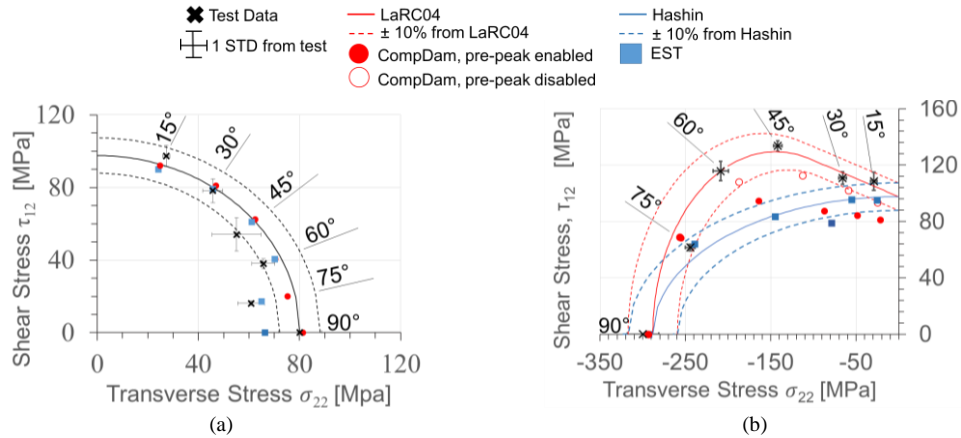 Test Data
1 STD from test
LaRC04
± 10% from LaRC04
CompDam, pre-peak enabled
CompDam, pre-peak disabled
Hashin
± 10% from Hashin
EST
120
80
40
0
0 40 80 120
Shear Stress τ12 [MPa]
Transverse Stress σ22 [Mpa]
15°
30°
45°
60°
75°
90°
(a)
160
120
80
40
0
-350 -250 -150 -50
Shear Stress, τ12 [MPa]
Transverse Stress σ22 [MPa]
15°
30°
45°
60°
75°
90°
(b)